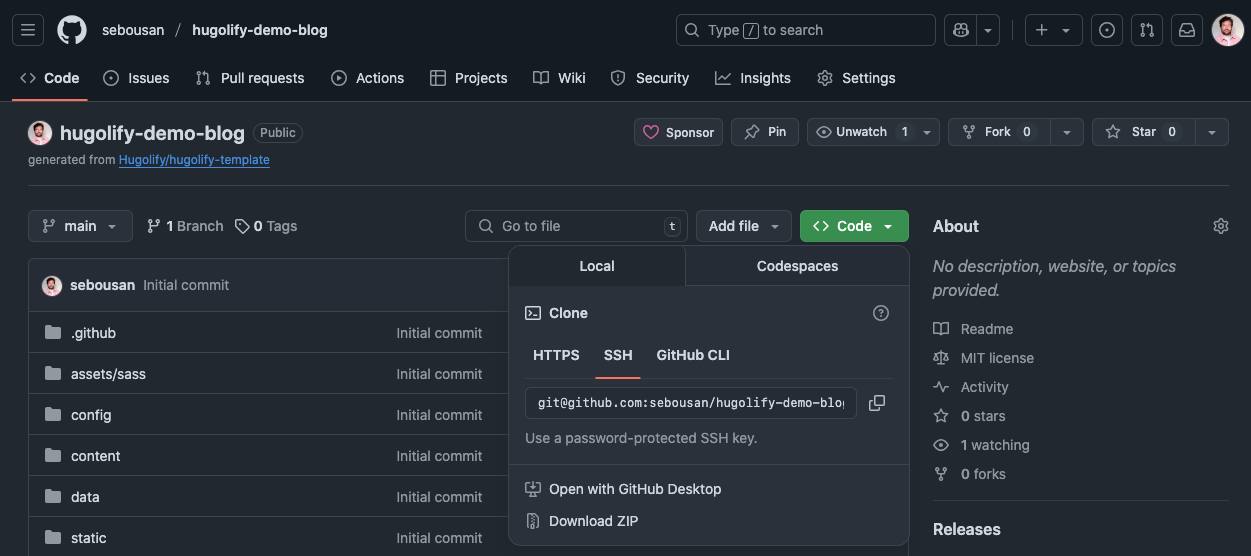 sebousan / hugolify-demo-blog
Type / to search
Code Issues Pull requests Actions Projects Wiki Security Insights Settings
hugolify-demo-blog Public
Sponsor Pin Unwatch 1 Fork 0 Star 0
generated from Hugolify/hugolify-template
main 1 Branch 0 Tags
Go to file t
Add file
Code
sebousan Initial commit
.github Initial commit
assets/sass Initial commit
config Initial commit
content Initial commit
data Initial commit
static Initial commit
Local Codespaces
Clone
HTTPS SSH GitHub CLI
git@github.com:sebousan/hugolify-demo-blog
Use a password-protected SSH key.
Open with GitHub Desktop
Download ZIP
About
No description, website, or topics
provided.
Readme
MIT license
Activity
0 stars
1 watching
0 forks
Releases